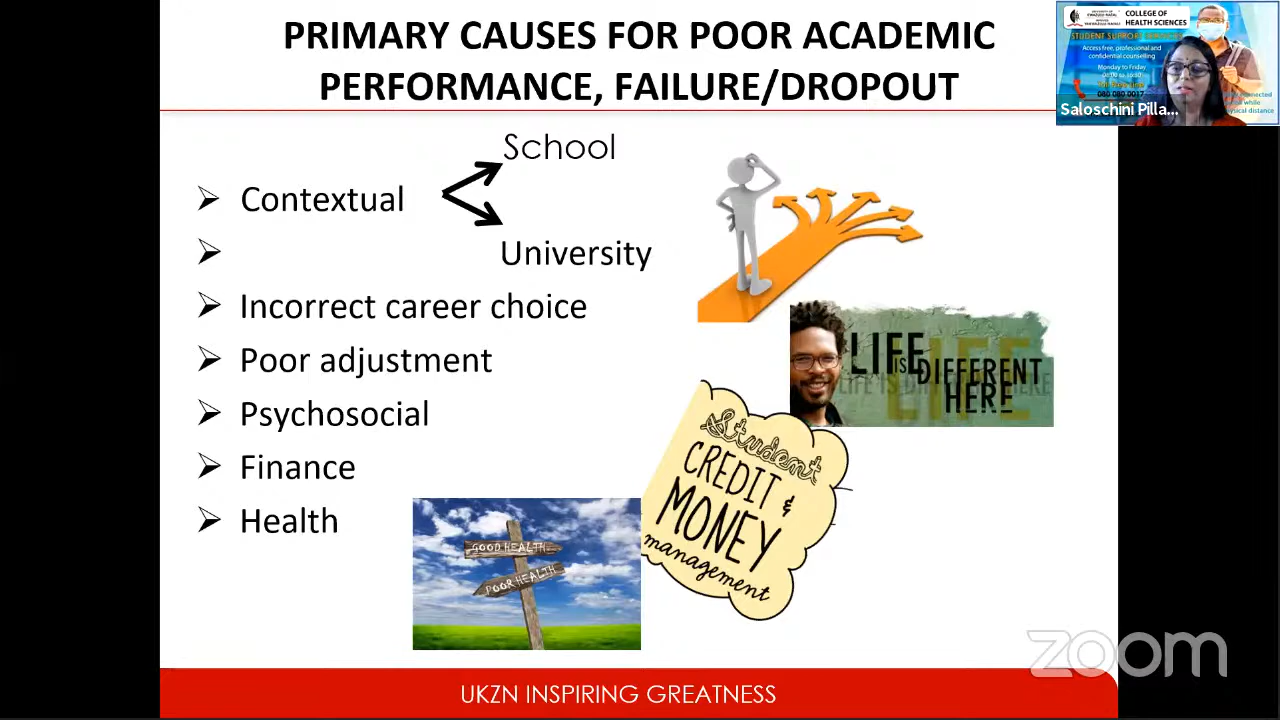 PRIMARY CAUSES FOR POOR ACADEMIC
PERFORMANCE, FAILURE/DROPOUT
School
Contextual
University
Incorrect career choice
Poor adjustment
Psychosocial
Finance
Health
LIFE
IS
DIFFERENT
HERE
LIFE IS DIFFERENT HERE
LIFE
Student
CREDIT &
MONEY
management
GOOD HEALTH
POOR HEALTH
UKZN INSPIRING GREATNESS
zoom
COLLEGE OF
HEALTH SCIENCES
STUDENT SUPPORT
Access free, professional and
confidential counselling
Monday to Friday
080 080 0017
while
distance
Saloschini Pilla...